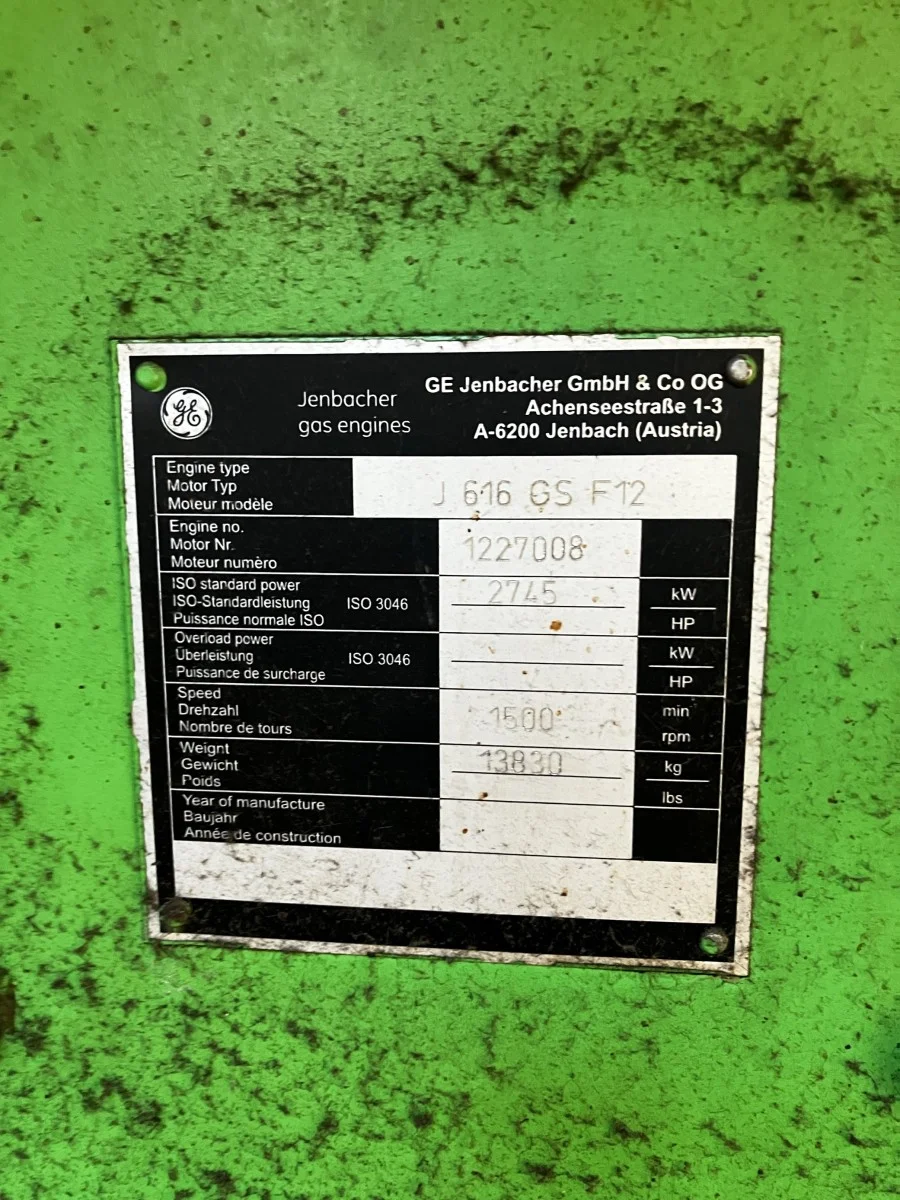 GE
Jenbacher
gas engines
GE Jenbacher GmbH & Co OG
Achenseestraße 1-3
A-6200 Jenbach (Austria)
Engine type
Motor Typ
Moteur modèle
J 616 GS F12
Engine no.
Motor Nr.
Moteur numèro
1227008
ISO standard power
ISO-Standardleistung
Puissance normale ISO
ISO 3046
2745
kW
HP
Overload power
Überleistung
Puissance de surcharge
ISO 3046
kW
HP
Speed
Drehzahl
Nombre de tours
1500
min
rpm
Weignt
Gewicht
Poids
13830
kg
lbs
Year of manufacture
Baujahr
Année de construction